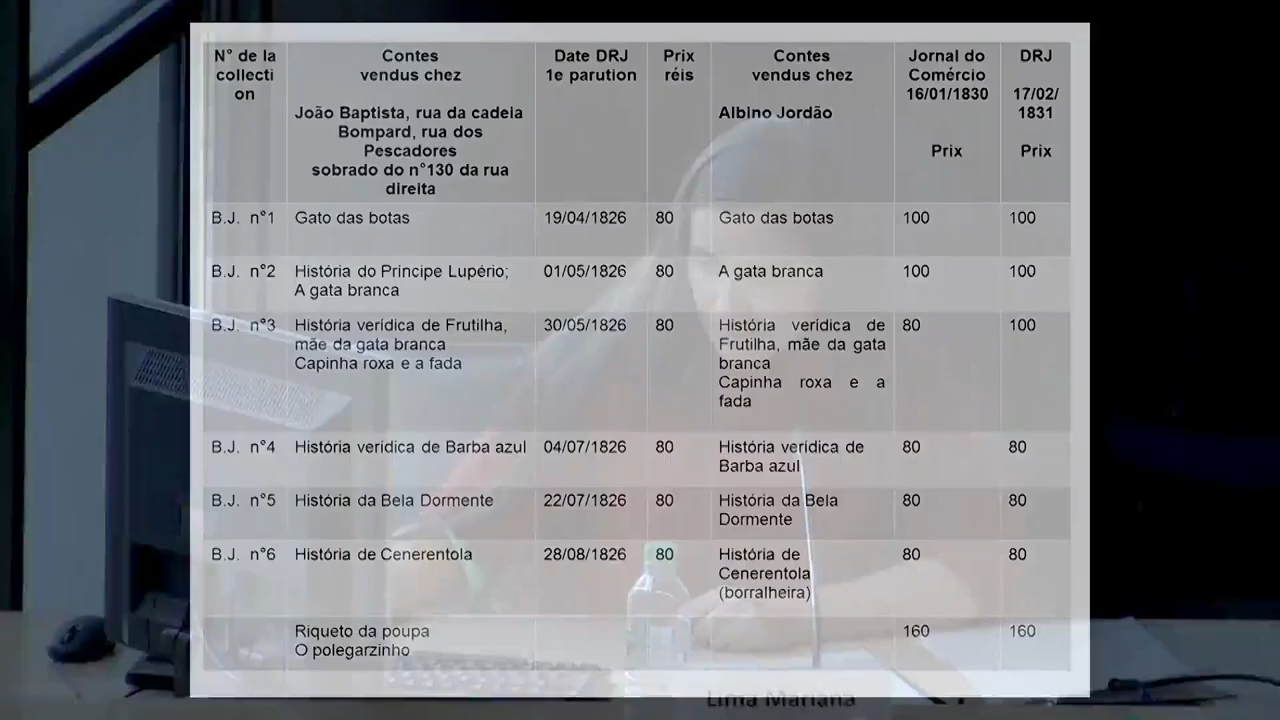 N° de la
collecti
on
Contes
vendus chez
João Baptista, rua da cadeia
Bompard, rua dos
Pescadores
sobrado do n°130 da rua
direita
Date DRJ
1e parution
Prix
réis
Contes
vendus chez
Albino Jordão
Jornal do
Comércio
16/01/1830
Prix
DRJ
17/02/
1831
Prix
B.J. n°1
Gato das botas
19/04/1826
80
Gato das botas
100
100
B.J. n°2
História do Príncipe Lupério;
A gata branca
01/05/1826
80
A gata branca
100
100
B.J. n°3
História verídica de Frutilha,
mãe da gata branca
Capinha roxa e a fada
30/05/1826
80
História verídica de
Frutilha, mãe da gata
branca
Capinha roxa e a
fada
80
100
B.J. n°4
História verídica de Barba azul
04/07/1826
80
História verídica de
Barba azul
80
80
B.J. n°5
História da Bela Dormente
22/07/1826
80
História da Bela
Dormente
80
80
B.J. n°6
História de Cenerentola
28/08/1826
80
História de
Cenerentola
(borralheira)
80
80
Riqueto da poupa
O polegarzinho
160
160
Lima Mariana